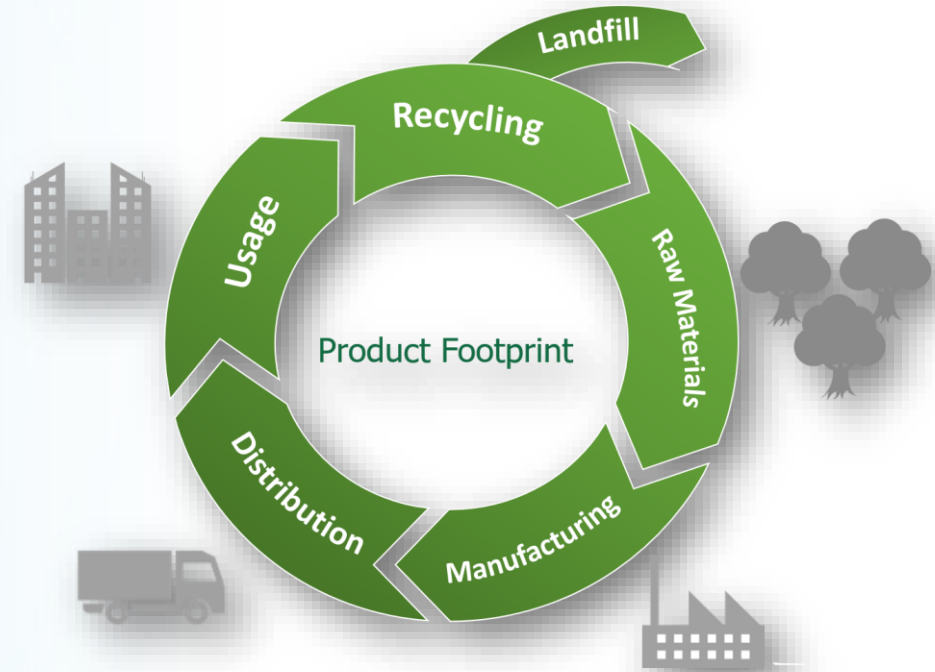 Landfill
Recycling
Raw Materials
Manufacturing
Distribution
Usage
Product Footprint